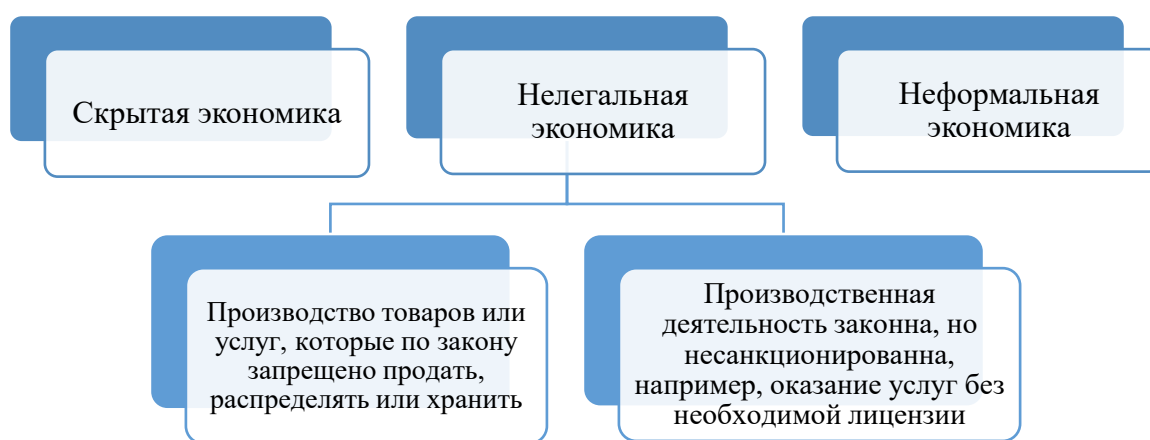 Скрытая экономика
Нелегальная
экономика
Неформальная
экономика
Производство товаров или
услуг, которые по закону
запрещено продать,
распределять или хранить
Производственная
деятельность законна, но
несанкционированна,
например, оказание услуг без
необходимой лицензии